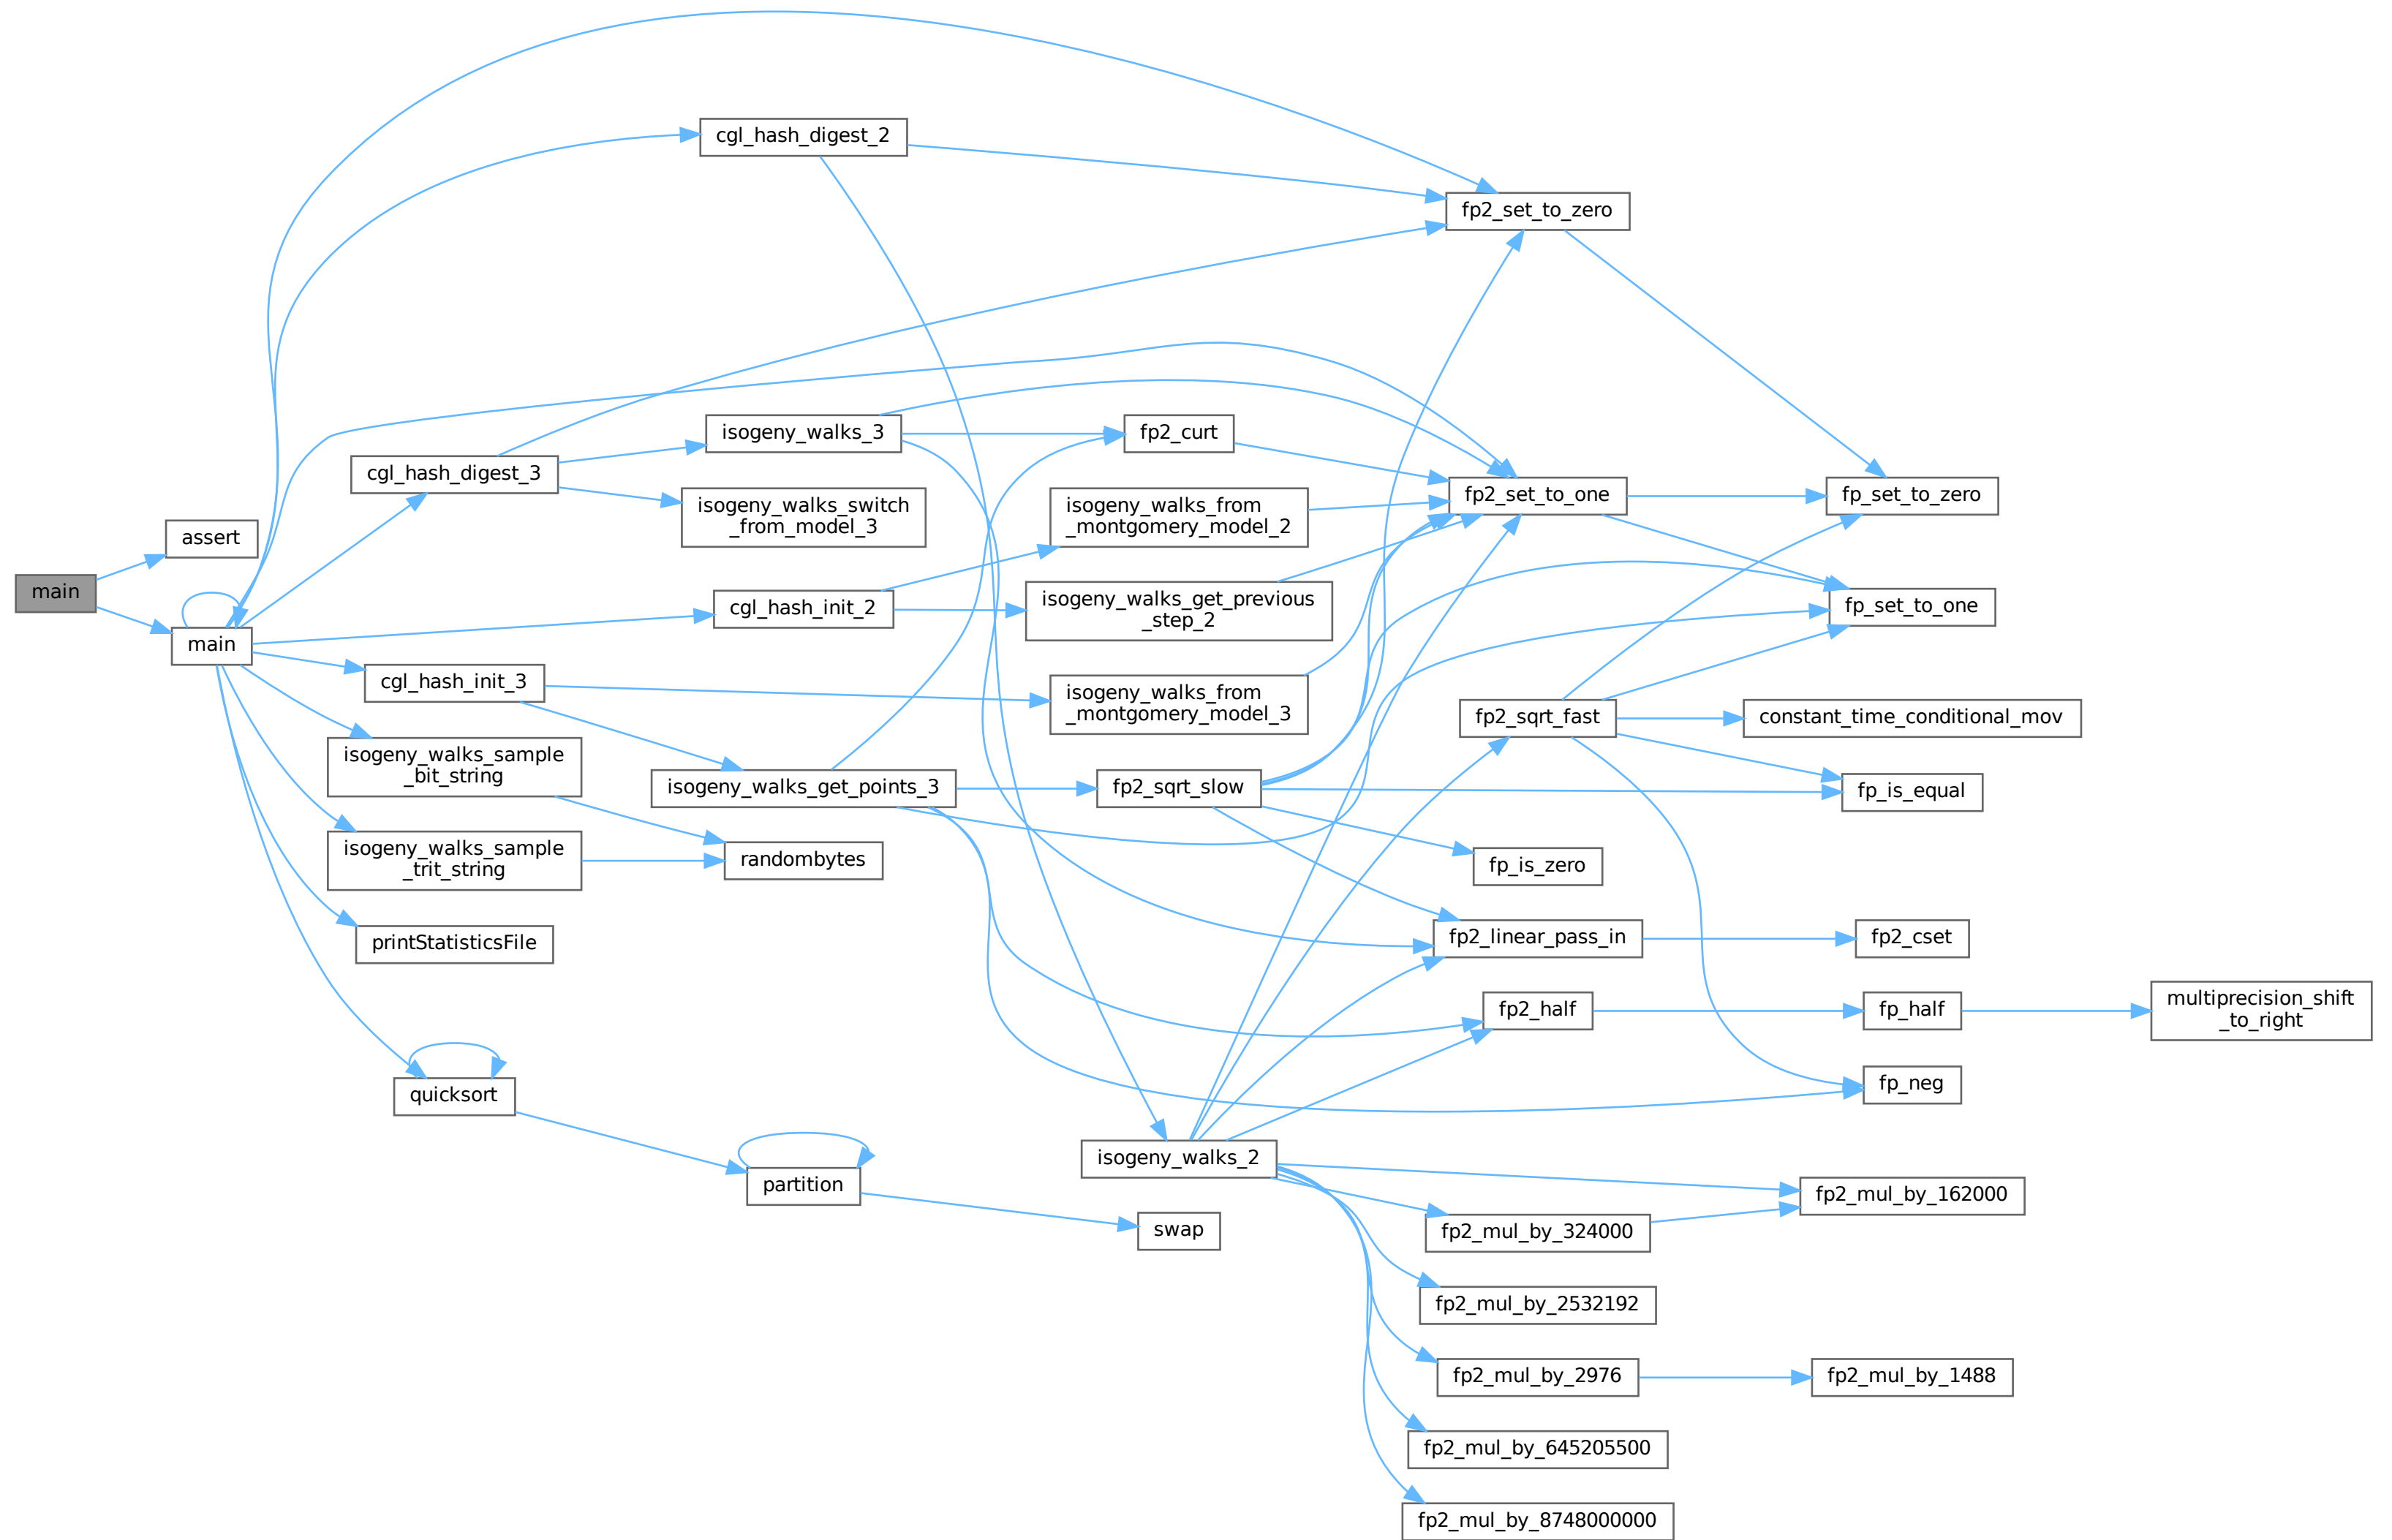 main
assert
main
cgl_hash_digest_2
cgl_hash_digest_3
cgl_hash_init_2
cgl_hash_init_3
isogeny_walks_sample
_bit_string
isogeny_walks_sample
_trit_string
printStatisticsFile
quicksort
isogeny_walks_3
isogeny_walks_switch
_from_model_3
isogeny_walks_get_points_3
randombytes
partition
swap
fp2_curt
isogeny_walks_from
_montgomery_model_2
isogeny_walks_get_previous
_step_2
isogeny_walks_from
_montgomery_model_3
fp2_sqrt_slow
isogeny_walks_2
fp2_set_to_zero
fp2_set_to_one
fp2_sqrt_fast
fp_is_zero
fp2_linear_pass_in
fp2_half
fp2_mul_by_324000
fp2_mul_by_2532192
fp2_mul_by_2976
fp2_mul_by_645205500
fp2_mul_by_8748000000
fp_set_to_zero
fp_set_to_one
constant_time_conditional_mov
fp_is_equal
fp2_cset
fp_half
fp_neg
fp2_mul_by_162000
fp2_mul_by_1488
multiprecision_shift
_to_right